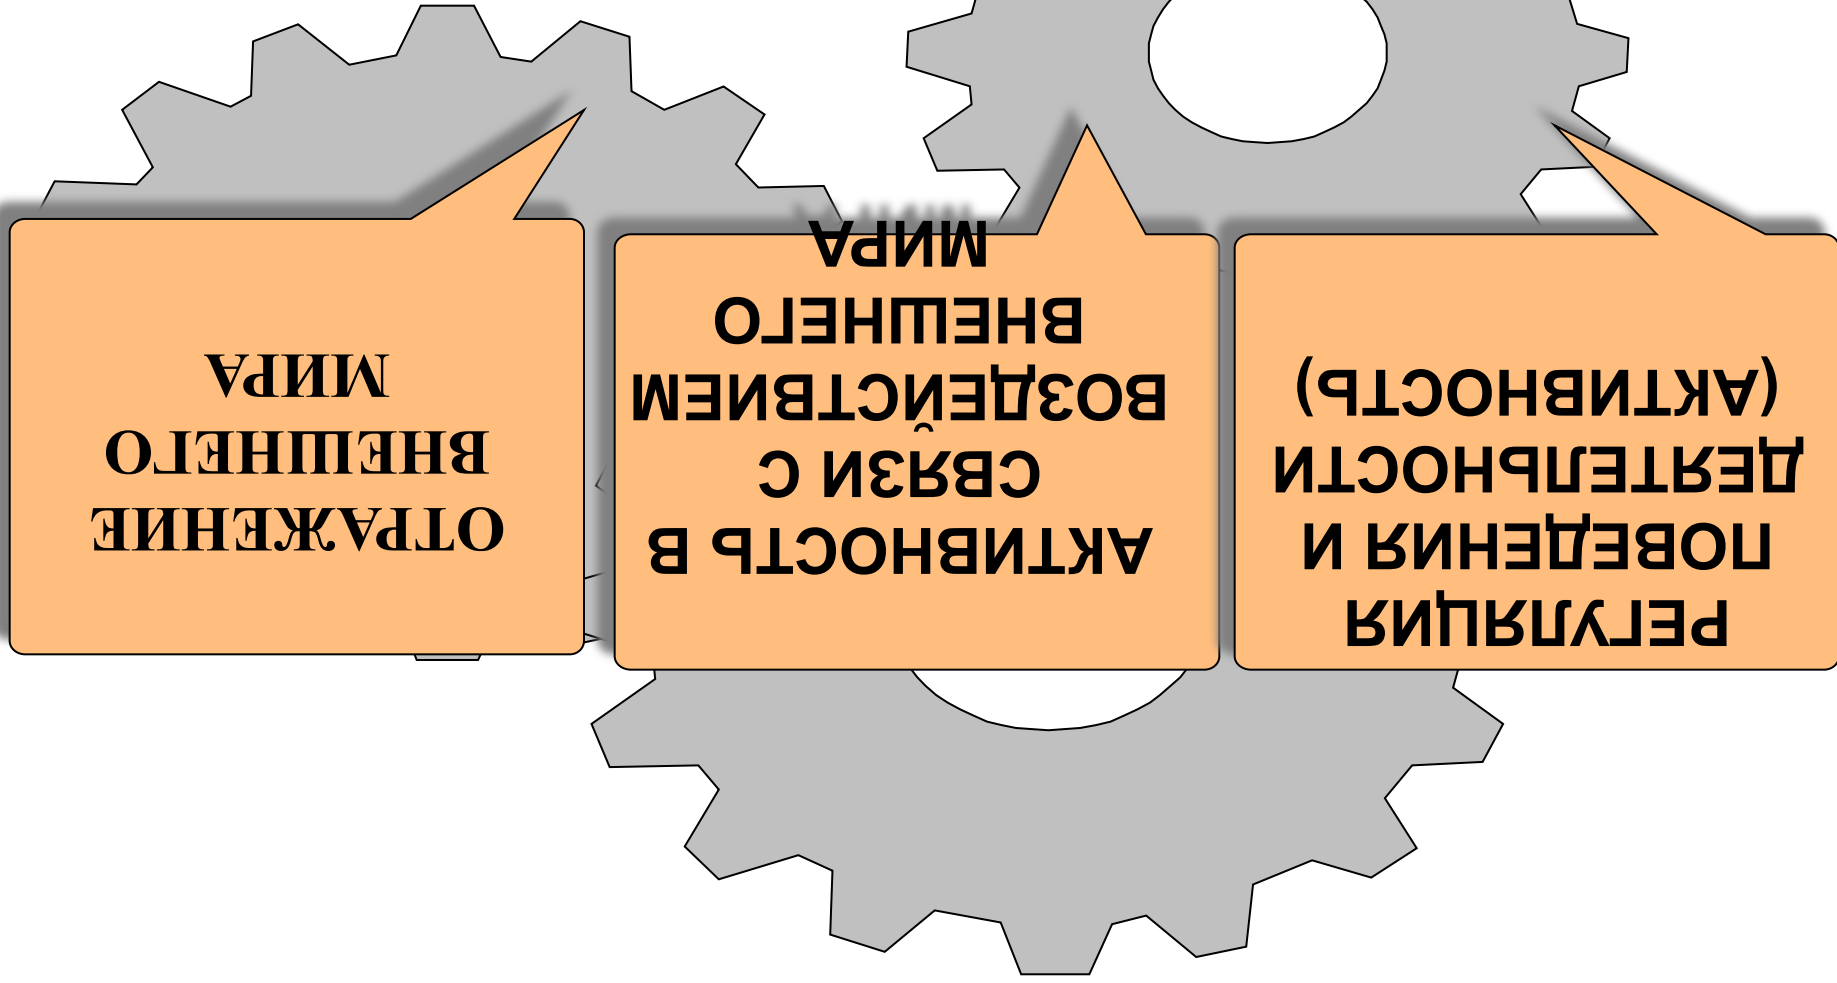 РЕГУЛЯЦИЯ
ПОВЕДЕНИЯ И
ДЕЯТЕЛЬНОСТИ
(АКТИВНОСТЬ)
АКТИВНОСТЬ В
СВЯЗИ С
ВОЗДЕЙСТВИЕМ
ВНЕШНЕГО
МИРА
ОТРАЖЕНИЕ
ВНЕШНЕГО
МИРА